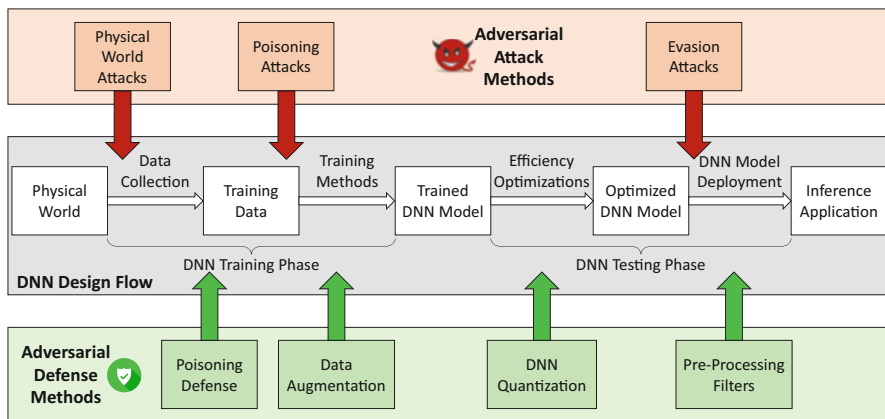 Physical
World
Attacks
Poisoning
Attacks
Adversarial
Attack
Methods
Evasion
Attacks
Data
Collection
Training
Methods
Efficiency
Optimizations
DNN Model
Deployment
Physical
World
Training
Data
Trained
DNN Model
Optimized
DNN Model
Inference
Application
DNN Training Phase
DNN Testing Phase
DNN Design Flow
Adversarial
Defense
Methods
Poisoning
Defense
Data
Augmentation
DNN
Quantization
Pre-Processing
Filters